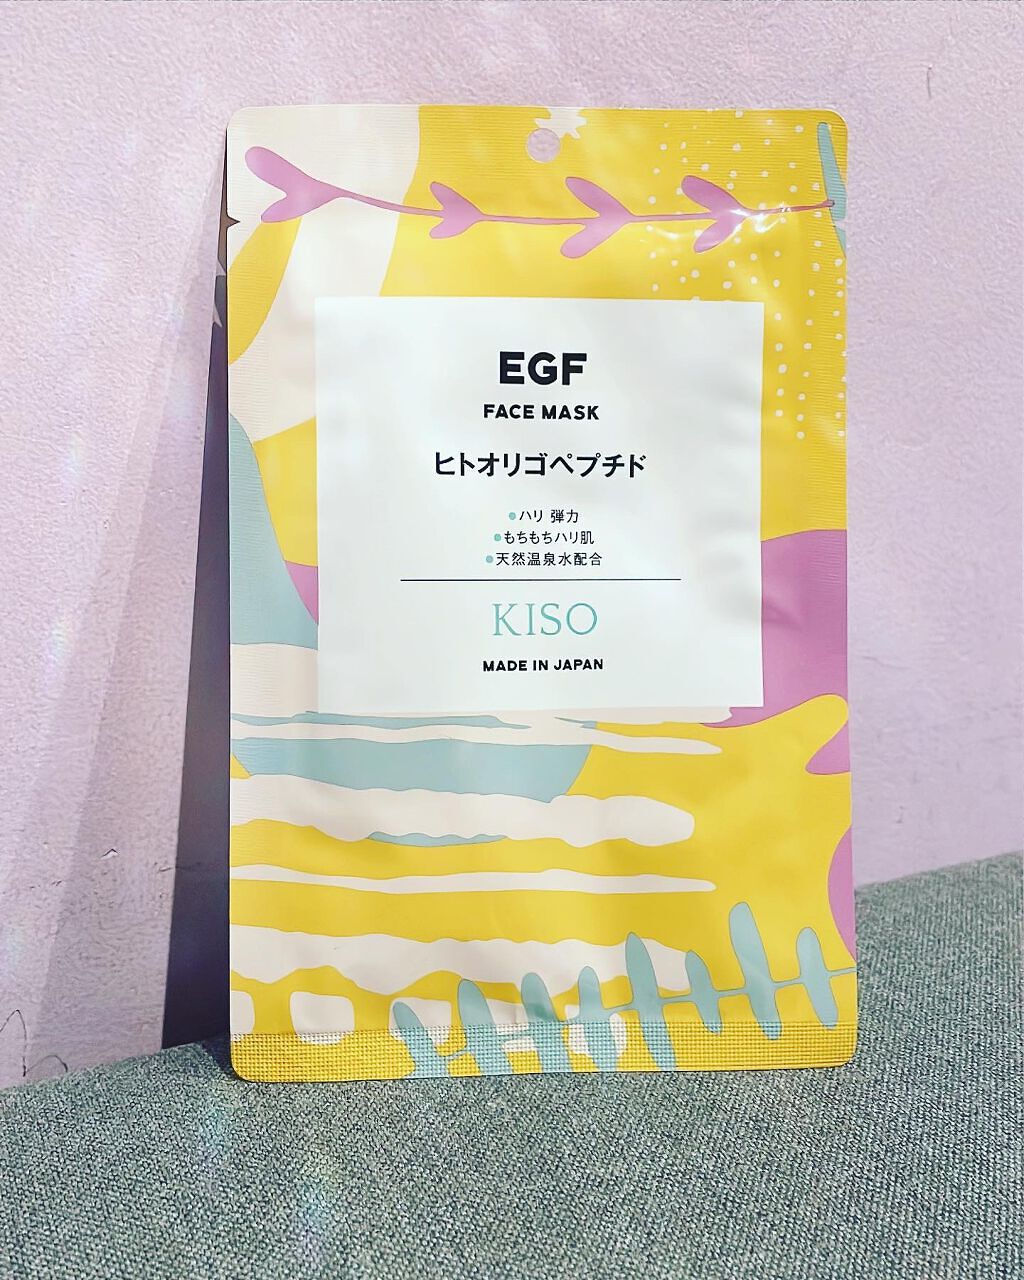 EGF
FACE MASK
ヒトオリゴペプチド
●ハリ 弾力
●もちもちハリ肌
●天然温泉水配合
KISO
MADE IN JAPAN